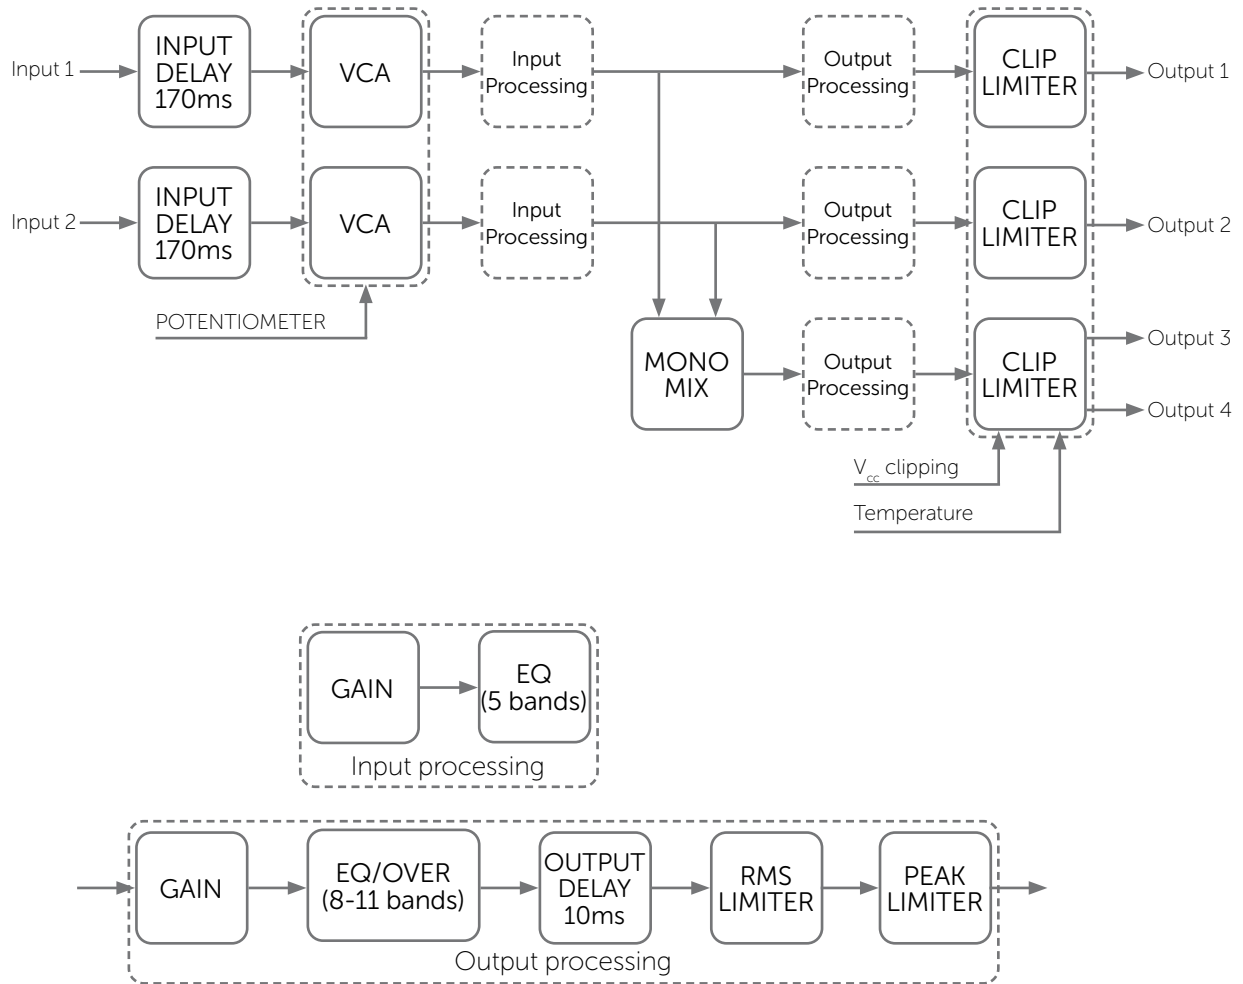 Input 1
INPUT
DELAY
170ms
VCA
Input
Processing
Output
Processing
CLIP
LIMITER
Output 1
Input 2
INPUT
DELAY
170ms
VCA
Input
Processing
Output
Processing
CLIP
LIMITER
Output 2
POTENTIOMETER
MONO
MIX
Output
Processing
CLIP
LIMITER
Output 3
Output 4
Vcc clipping
Temperature
GAIN
EQ
(5 bands)
Input processing
GAIN
EQ/OVER
(8-11 bands)
OUTPUT
DELAY
10ms
RMS
LIMITER
PEAK
LIMITER
Output processing